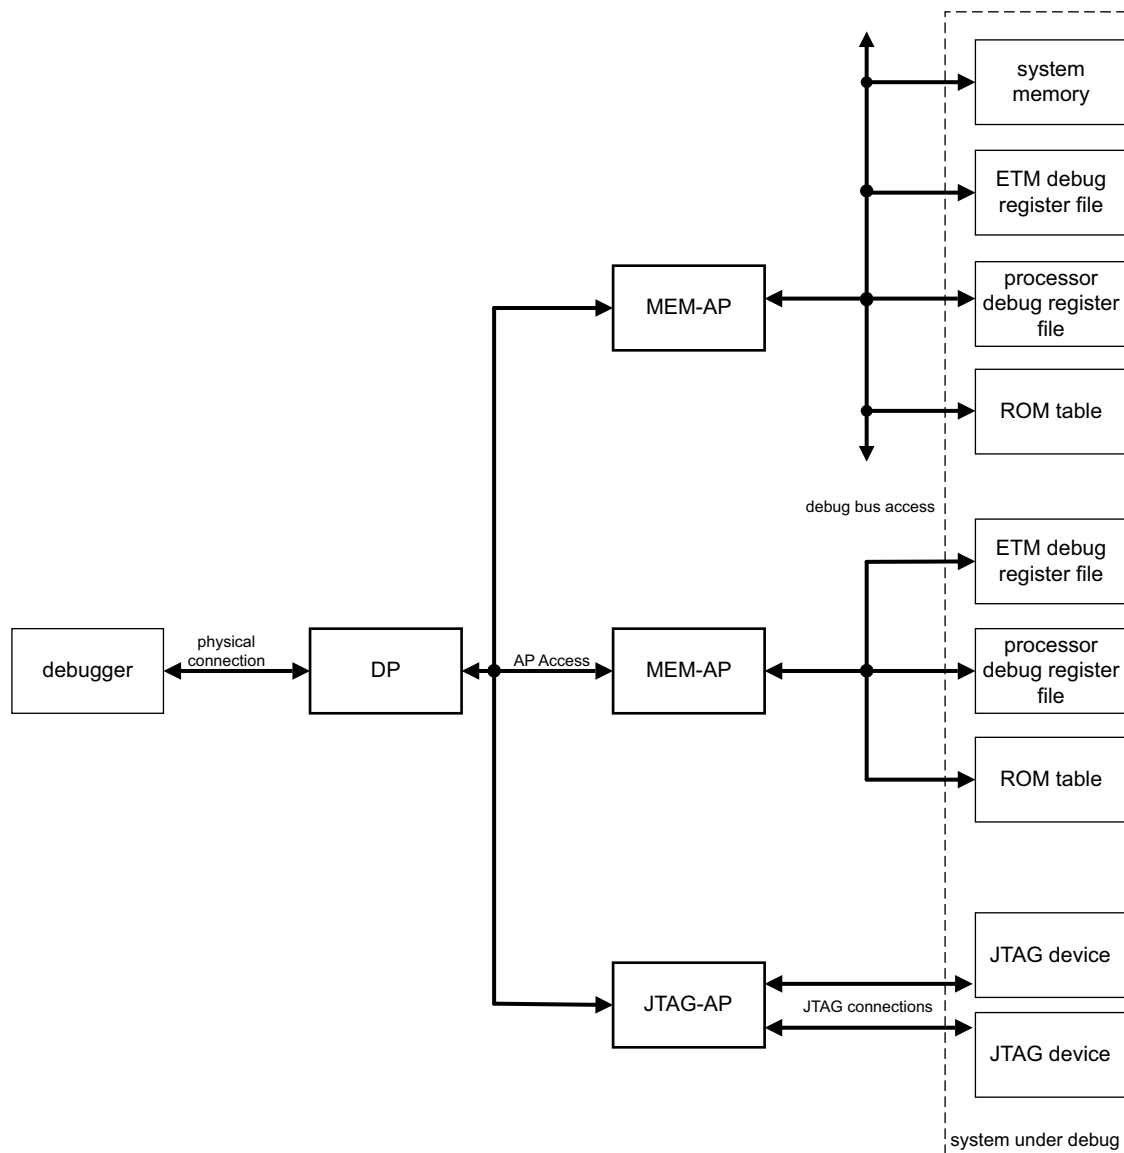 system
memory
ETM debug
register file
processor
debug register
file
MEM-AP
ROM table
debug bus access
ETM debug
register file
physical
connection
debugger
DP
AP Access
MEM-AP
processor
debug register
file
ROM table
JTAG device
JTAG-AP
JTAG connections
JTAG device
system under debug